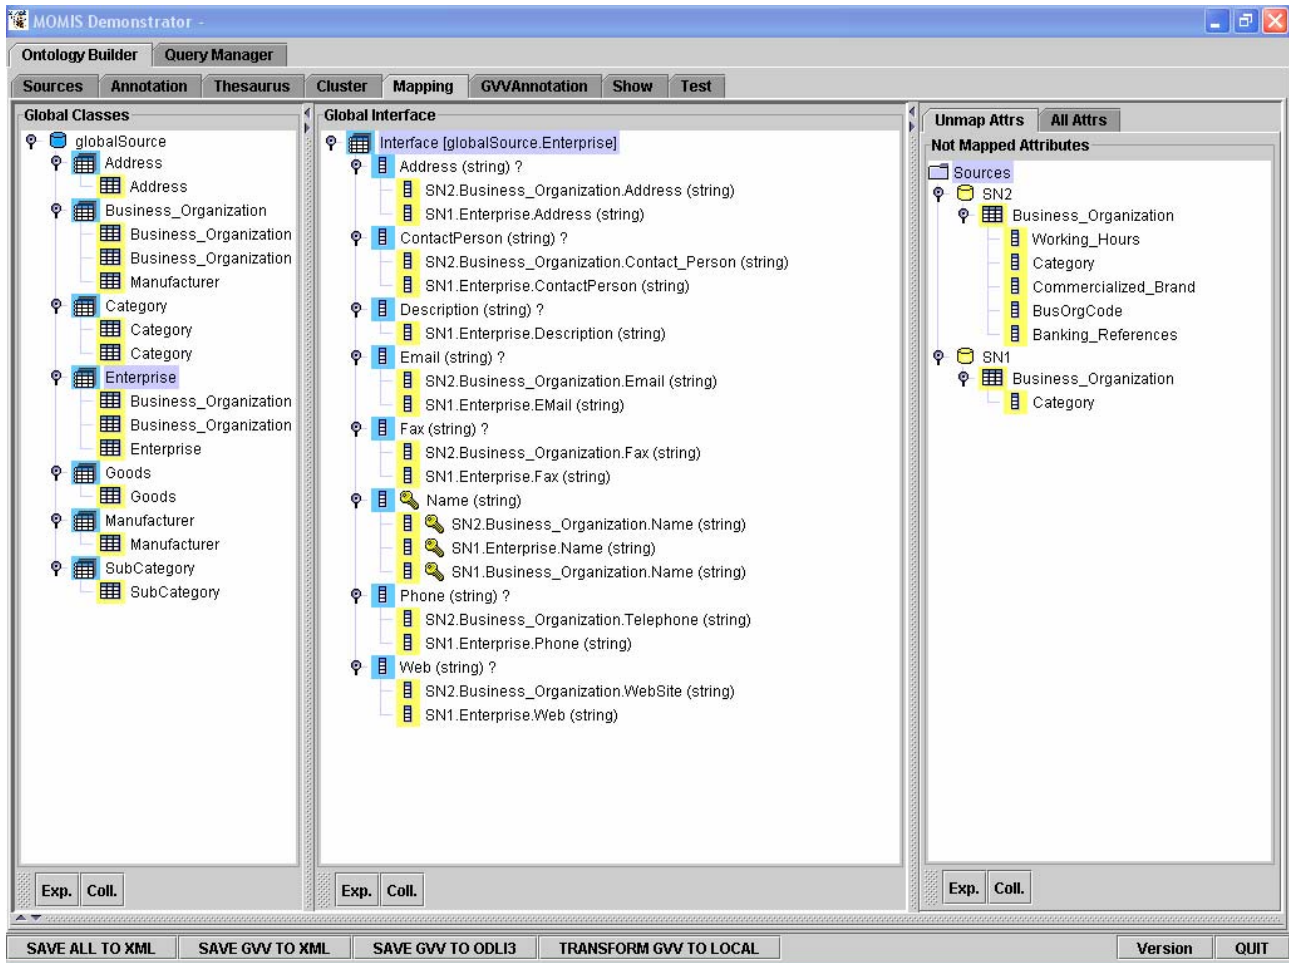 MOMIS Demonstrator -
Ontology Builder Query Manager
Sources Annotation Thesaurus Cluster Mapping GVVAnnotation Show Test
Global Classes
globalSource
Address
Address
Business_Organization
Business_Organization
Business_Organization
Manufacturer
Category
Category
Category
Enterprise
Business_Organization
Business_Organization
Enterprise
Goods
Goods
Manufacturer
Manufacturer
SubCategory
SubCategory
Exp. Coll.
Global Interface
Interface [globalSource.Enterprise]
Address (string) ?
SN2.Business_Organization.Address (string)
SN1.Enterprise.Address (string)
ContactPerson (string) ?
SN2.Business_Organization.Contact_Person (string)
SN1.Enterprise.ContactPerson (string)
Description (string) ?
SN1.Enterprise.Description (string)
Email (string) ?
SN2.Business_Organization.Email (string)
SN1.Enterprise.EMail (string)
Fax (string) ?
SN2.Business_Organization.Fax (string)
SN1.Enterprise.Fax (string)
Name (string)
SN2.Business_Organization.Name (string)
SN1.Enterprise.Name (string)
SN1.Business_Organization.Name (string)
Phone (string) ?
SN2.Business_Organization.Telephone (string)
SN1.Enterprise.Phone (string)
Web (string) ?
SN2.Business_Organization.WebSite (string)
SN1.Enterprise.Web (string)
Exp. Coll.
Unmap Attrs All Attrs
Not Mapped Attributes
Sources
SN2
Business_Organization
Working_Hours
Category
Commercialized_Brand
BusOrgCode
Banking_References
SN1
Business_Organization
Category
Exp. Coll.
SAVE ALL TO XML SAVE GVV TO XML SAVE GVV TO ODLI3 TRANSFORM GVV TO LOCAL Version QUIT